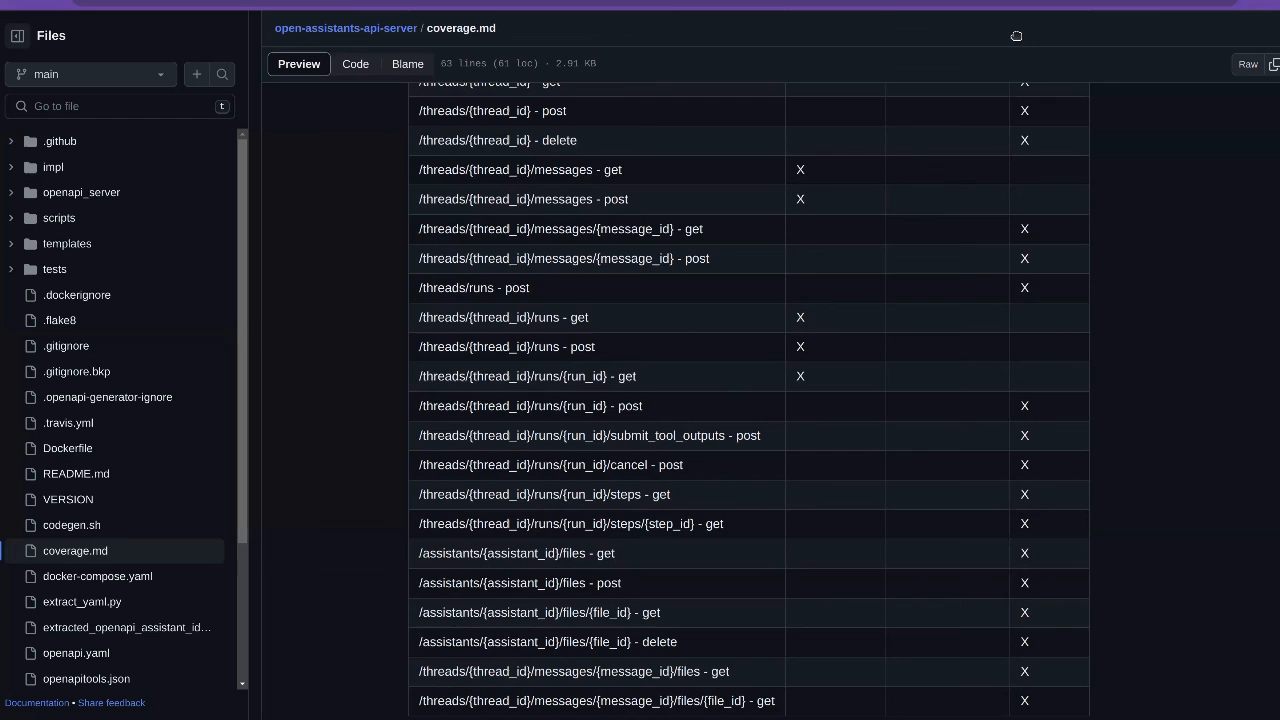 Files
main
Go to file
t
.github
impl
openapi_server
scripts
templates
tests
.dockerignore
.flake8
.gitignore
.gitignore.bkp
.openapi-generator-ignore
.travis.yml
Dockerfile
README.md
VERSION
codegen.sh
coverage.md
docker-compose.yaml
extract_yaml.py
extracted_openapi_assistant_id...
openapi.yaml
openapitools.json
Documentation • Share feedback
open-assistants-api-server / coverage.md
Preview Code Blame 63 lines (61 loc) · 2.91 KB Raw
/threads/{thread_id} - get X
/threads/{thread_id} - post X
/threads/{thread_id} - delete X
/threads/{thread_id}/messages - get X
/threads/{thread_id}/messages - post X
/threads/{thread_id}/messages/{message_id} - get X
/threads/{thread_id}/messages/{message_id} - post X
/threads/runs - post X
/threads/{thread_id}/runs - get X
/threads/{thread_id}/runs - post X
/threads/{thread_id}/runs/{run_id} - get X
/threads/{thread_id}/runs/{run_id} - post X
/threads/{thread_id}/runs/{run_id}/submit_tool_outputs - post X
/threads/{thread_id}/runs/{run_id}/cancel - post X
/threads/{thread_id}/runs/{run_id}/steps - get X
/threads/{thread_id}/runs/{run_id}/steps/{step_id} - get X
/assistants/{assistant_id}/files - get X
/assistants/{assistant_id}/files - post X
/assistants/{assistant_id}/files/{file_id} - get X
/assistants/{assistant_id}/files/{file_id} - delete X
/threads/{thread_id}/messages/{message_id}/files - get X
/threads/{thread_id}/messages/{message_id}/files/{file_id} - get X